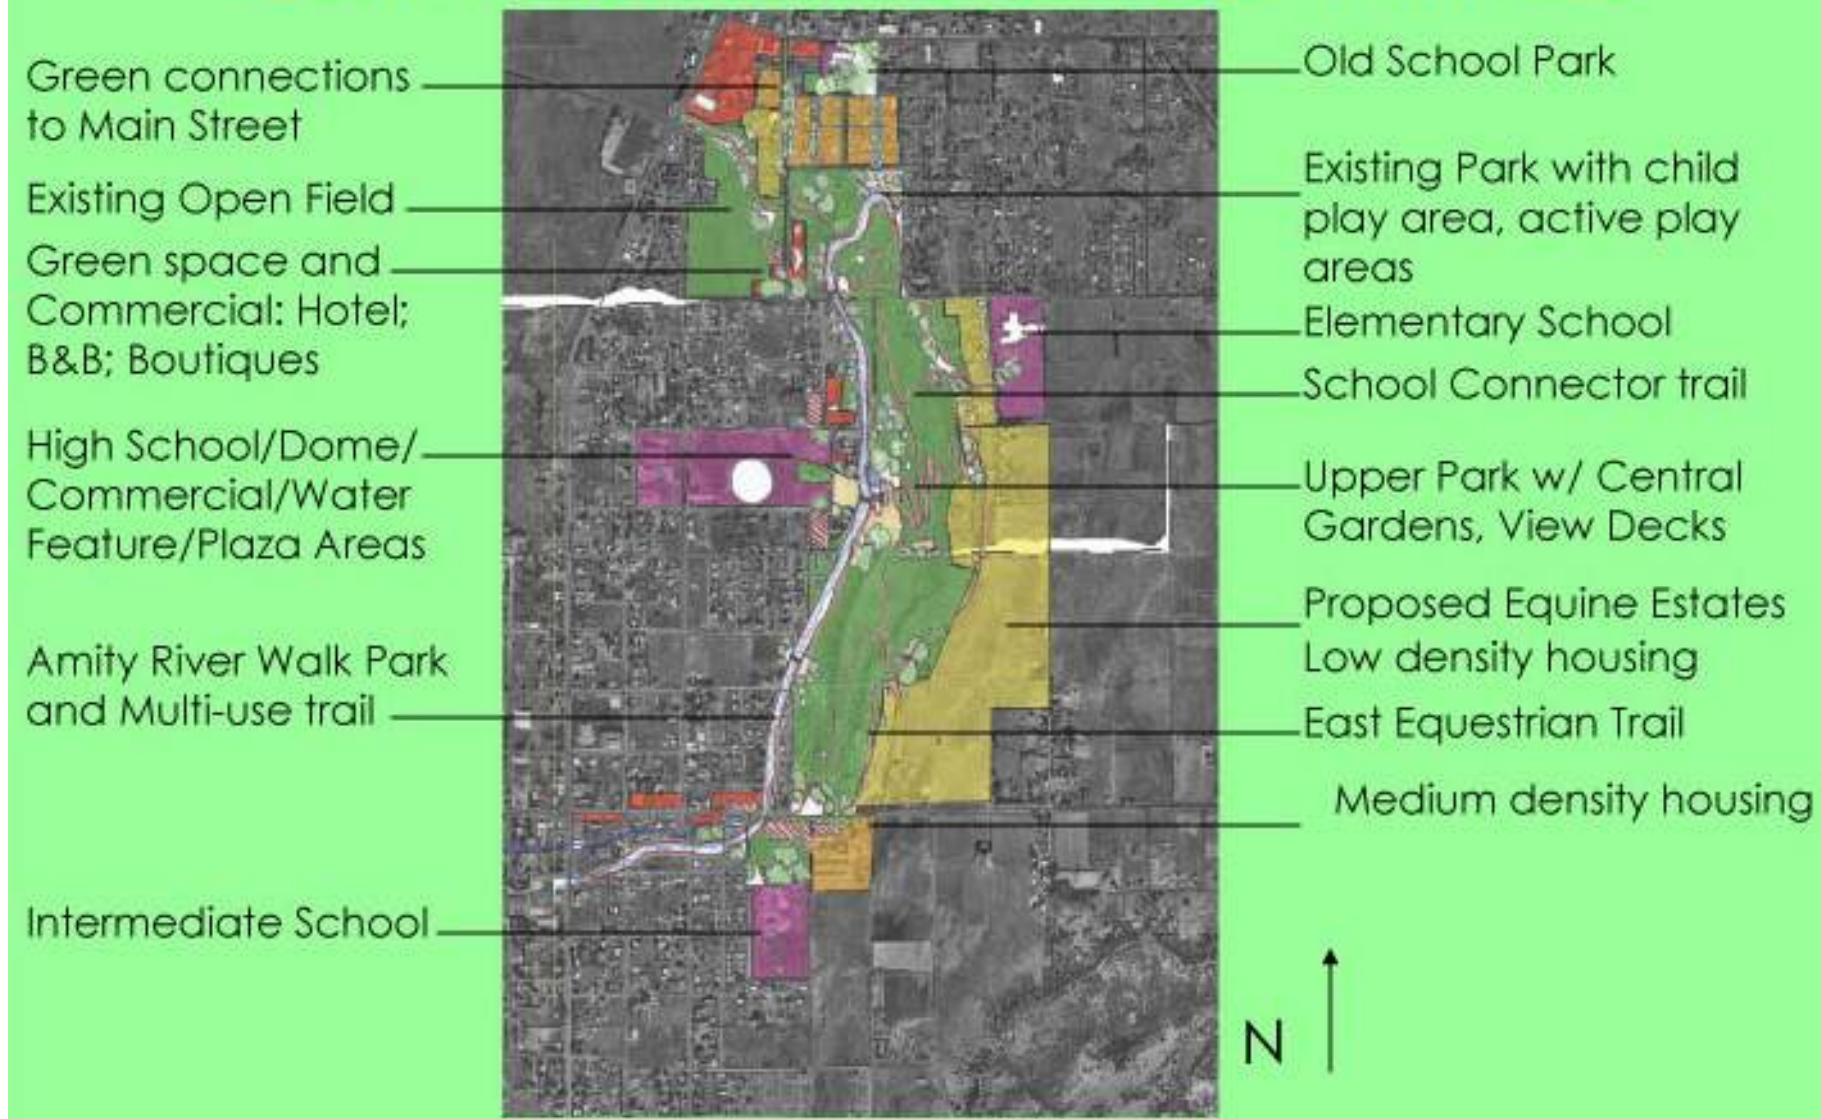 Green connections
to Main Street
Existing Open Field
Green space and
Commercial: Hotel;
B&B; Boutiques
High School/Dome/
Commercial/Water
Feature/Plaza Areas
Amity River Walk Park
and Multi-use trail
Intermediate School
Old School Park
Existing Park with child
play area, active play
areas
Elementary School
School Connector trail
Upper Park w/ Central
Gardens, View Decks
Proposed Equine Estates
Low density housing
East Equestrian Trail
Medium density housing
N